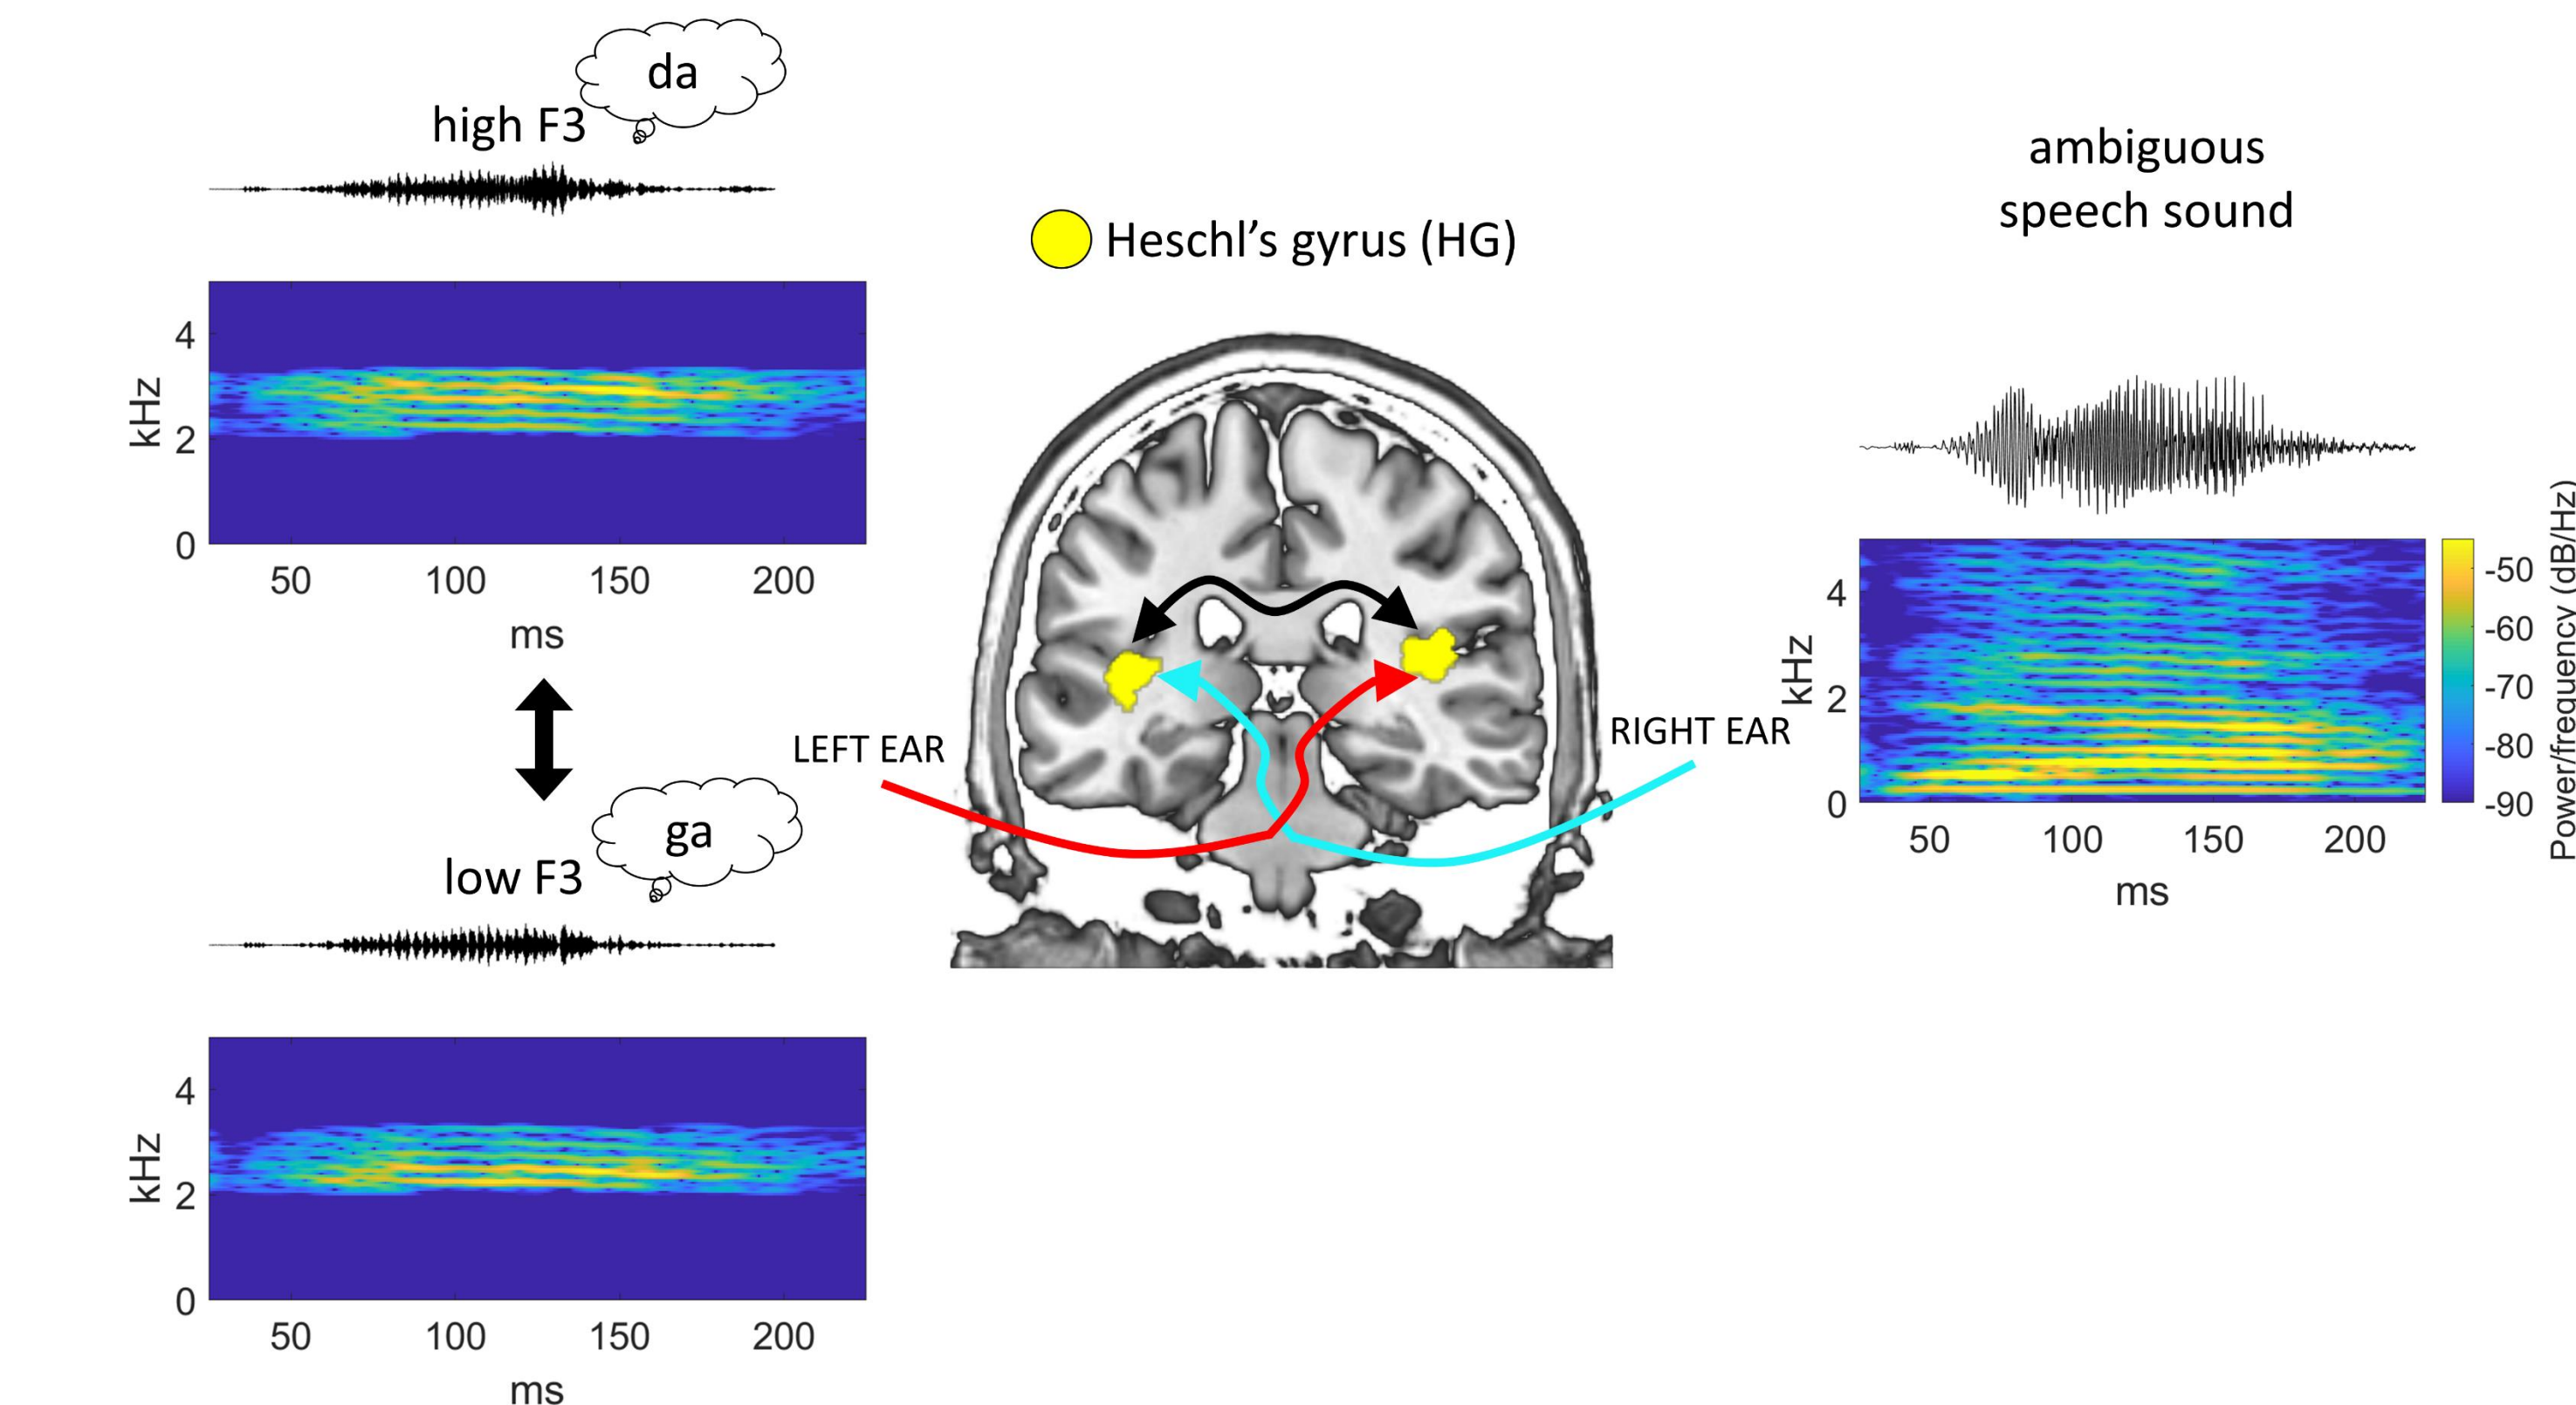 da
high F3
4
2
0
kHz
50 100 150 200
ms
ga
low F3
4
2
0
kHz
50 100 150 200
ms
Heschl’s gyrus (HG)
LEFT EAR
RIGHT EAR
ambiguous
speech sound
4
2
0
kHz
50 100 150 200
ms
-50
-60
-70
-80
-90
Power/frequency (dB/Hz)